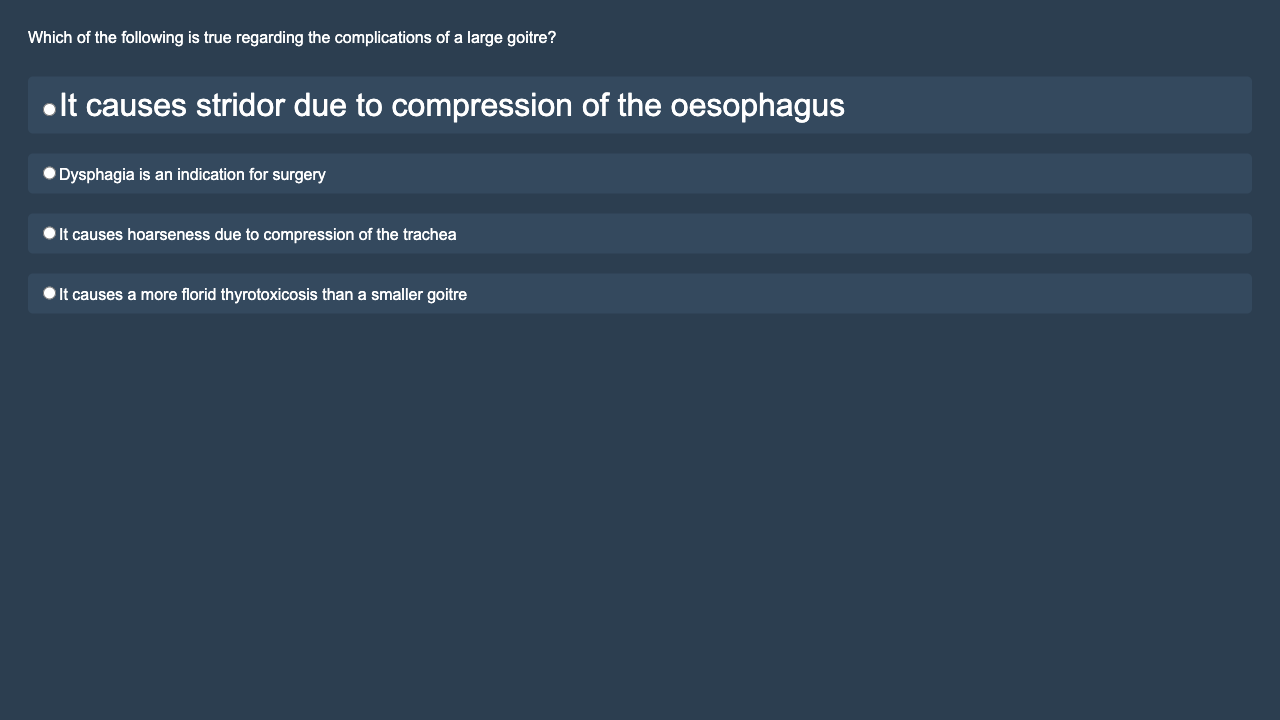 Which of the following is true regarding the complications of a large goitre?
It causes stridor due to compression of the oesophagus
Dysphagia is an indication for surgery
It causes hoarseness due to compression of the trachea
It causes a more florid thyrotoxicosis than a smaller goitre